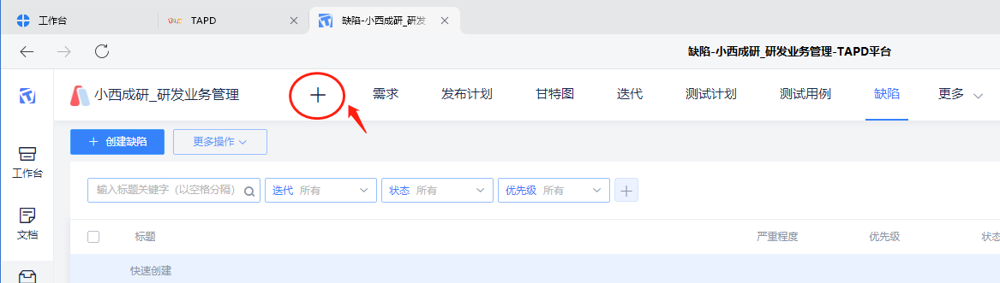 工作台 TAPD 缺陷-小西成研_研发
缺陷-小西成研_研发业务管理-TAPD平台
小西成研_研发业务管理 需求 发布计划 甘特图 迭代 测试计划 测试用例 缺陷 更多
创建缺陷 更多操作
工作台
输入标题关键字（以空格分隔） 迭代 所有 状态 所有 优先级 所有
文档
标题 严重程度 优先级 状态
快速创建